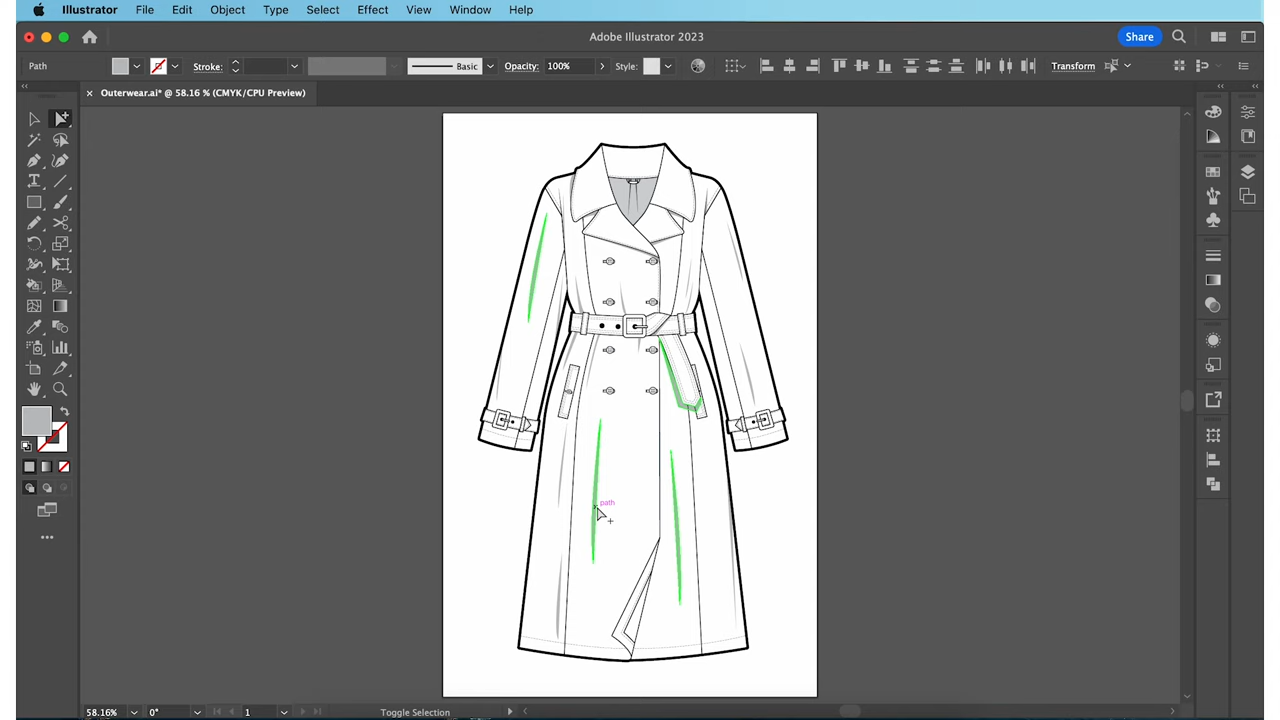 Illustrator File Edit Object Type Select Effect View Window Help
Adobe Illustrator 2023
Share
Path
Stroke:
Basic
Opacity: 100%
Style:
Transform
Outerwear.ai* @ 58.16 % (CMYK/CPU Preview)
path
58.16%
0°
1
Toggle Selection